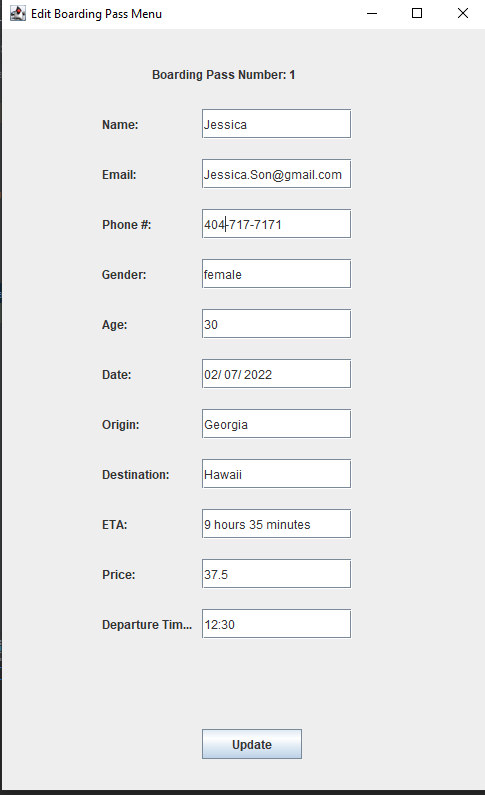 Edit Boarding Pass Menu
Boarding Pass Number: 1
Name: Jessica
Email: Jessica.Son@gmail.com
Phone #: 404-717-7171
Gender: female
Age: 30
Date: 02/ 07/ 2022
Origin: Georgia
Destination: Hawaii
ETA: 9 hours 35 minutes
Price: 37.5
Departure Tim... 12:30
Update